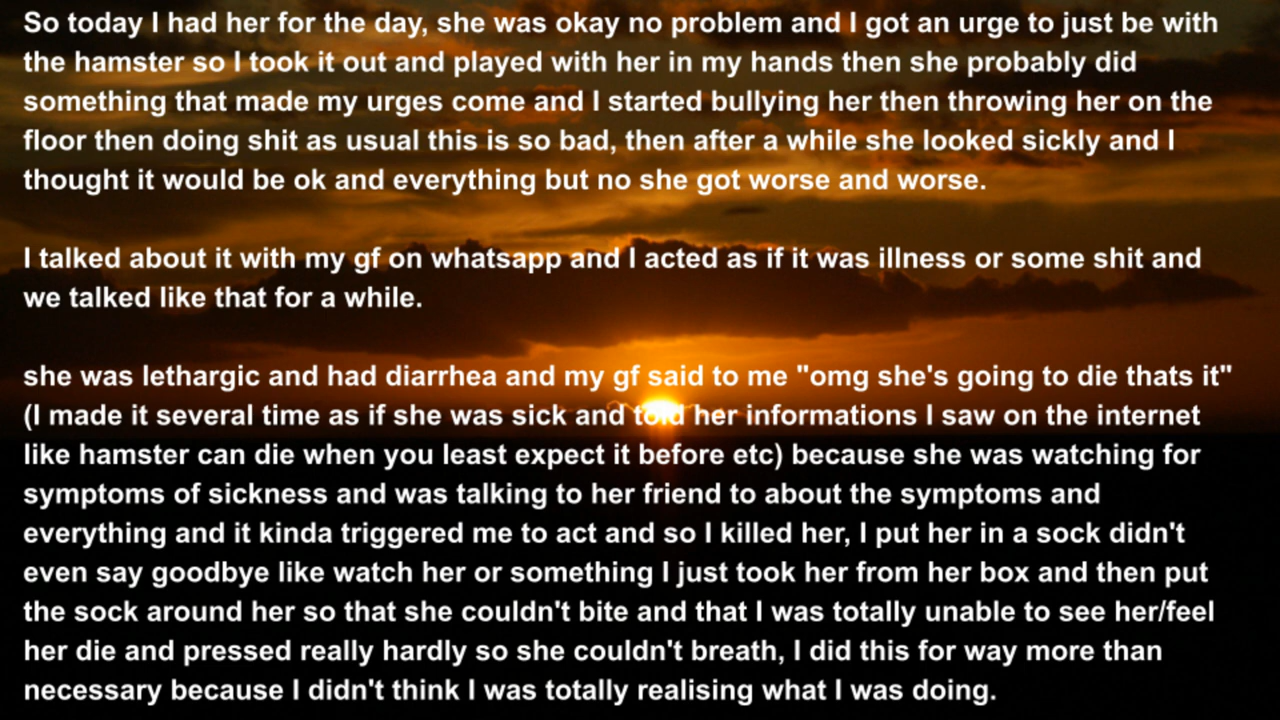 So today I had her for the day, she was okay no problem and I got an urge to just be with
the hamster so I took it out and played with her in my hands then she probably did
something that made my urges come and I started bullying her then throwing her on the
floor then doing shit as usual this is so bad, then after a while she looked sickly and I
thought it would be ok and everything but no she got worse and worse.
I talked about it with my gf on whatsapp and I acted as if it was illness or some shit and
we talked like that for a while.
she was lethargic and had diarrhea and my gf said to me "omg she's going to die thats it"
(I made it several time as if she was sick and told her informations I saw on the internet
like hamster can die when you least expect it before etc) because she was watching for
symptoms of sickness and was talking to her friend to about the symptoms and
everything and it kinda triggered me to act and so I killed her, I put her in a sock didn't
even say goodbye like watch her or something I just took her from her box and then put
the sock around her so that she couldn't bite and that I was totally unable to see her/feel
her die and pressed really hardly so she couldn't breath, I did this for way more than
necessary because I didn't think I was totally realising what I was doing.